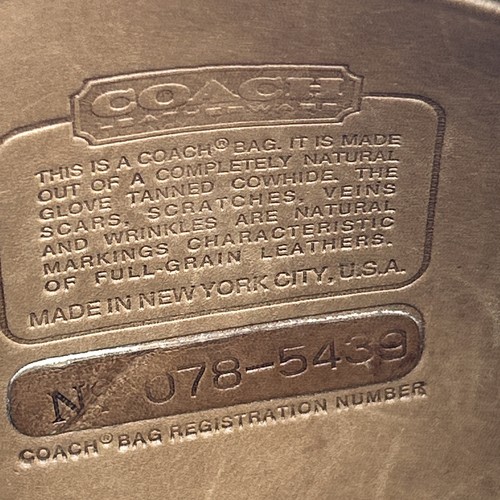 COACH
LEATHERWARE
THIS IS A COACH® BAG. IT IS MADE
OUT OF A COMPLETELY NATURAL
GLOVE TANNED COWHIDE. THE
SCARS, SCRATCHES, VEINS
AND WRINKLES ARE NATURAL
MARKINGS CHARACTERISTIC
OF FULL-GRAIN LEATHERS.
MADE IN NEW YORK CITY, U.S.A.
Nº 078-5439
COACH® BAG REGISTRATION NUMBER